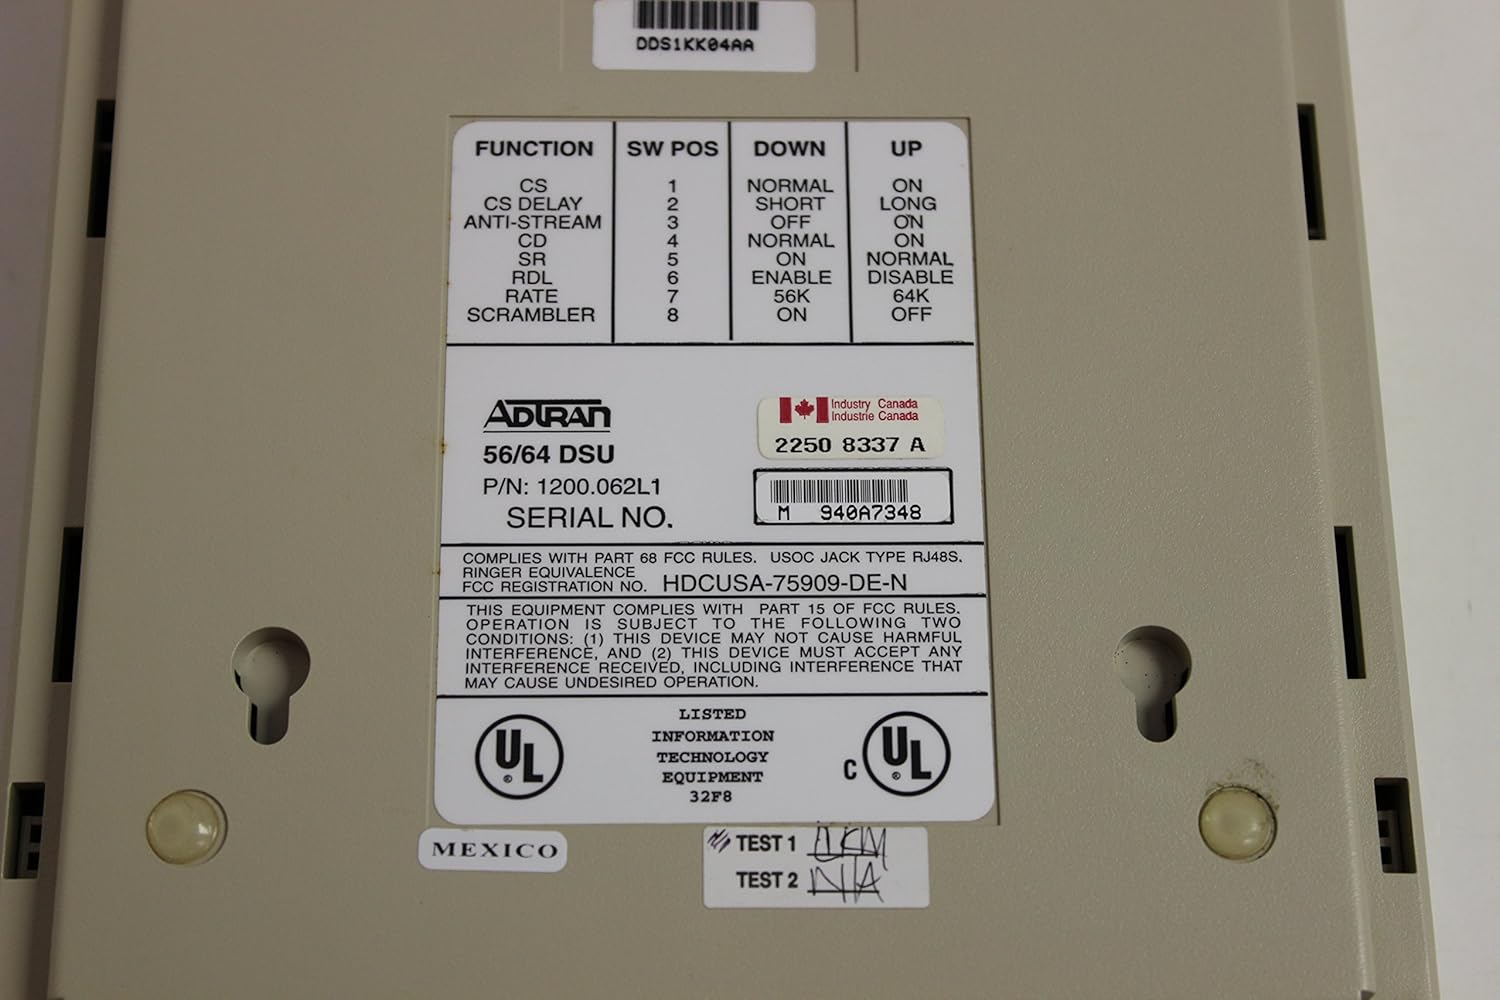 DDS1KK04AA
FUNCTION SW POS DOWN UP
CS 1 NORMAL ON
CS DELAY 2 SHORT LONG
ANTI-STREAM 3 OFF ON
CD 4 NORMAL ON
SR 5 ON NORMAL
RDL 6 ENABLE DISABLE
RATE 7 56K 64K
SCRAMBLER 8 ON OFF
ADTRAN
56/64 DSU
P/N: 1200.062L1
SERIAL NO.
Industry Canada
Industrie Canada
2250 8337 A
M 940A7348
COMPLIES WITH PART 68 FCC RULES. USOC JACK TYPE RJ48S.
RINGER EQUIVALENCE
FCC REGISTRATION NO. HDCUSA-75909-DE-N
THIS EQUIPMENT COMPLIES WITH PART 15 OF FCC RULES.
OPERATION IS SUBJECT TO THE FOLLOWING TWO
CONDITIONS: (1) THIS DEVICE MAY NOT CAUSE HARMFUL
INTERFERENCE, AND (2) THIS DEVICE MUST ACCEPT ANY
INTERFERENCE RECEIVED, INCLUDING INTERFERENCE THAT
MAY CAUSE UNDESIRED OPERATION.
UL ®
LISTED
INFORMATION
TECHNOLOGY
EQUIPMENT
32F8
C UL ®
MEXICO
TEST 1
TEST 2 N/A